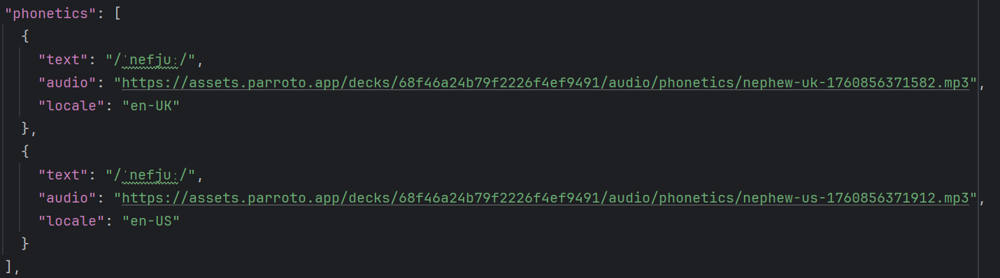 "phonetics": [
{
"text": "/ˈnefjuː/",
"audio": "https://assets.parroto.app/decks/68f46a24b79f2226f4ef9491/audio/phonetics/nephew-uk-1760856371582.mp3",
"locale": "en-UK"
},
{
"text": "/ˈnefjuː/",
"audio": "https://assets.parroto.app/decks/68f46a24b79f2226f4ef9491/audio/phonetics/nephew-us-1760856371912.mp3",
"locale": "en-US"
}
],